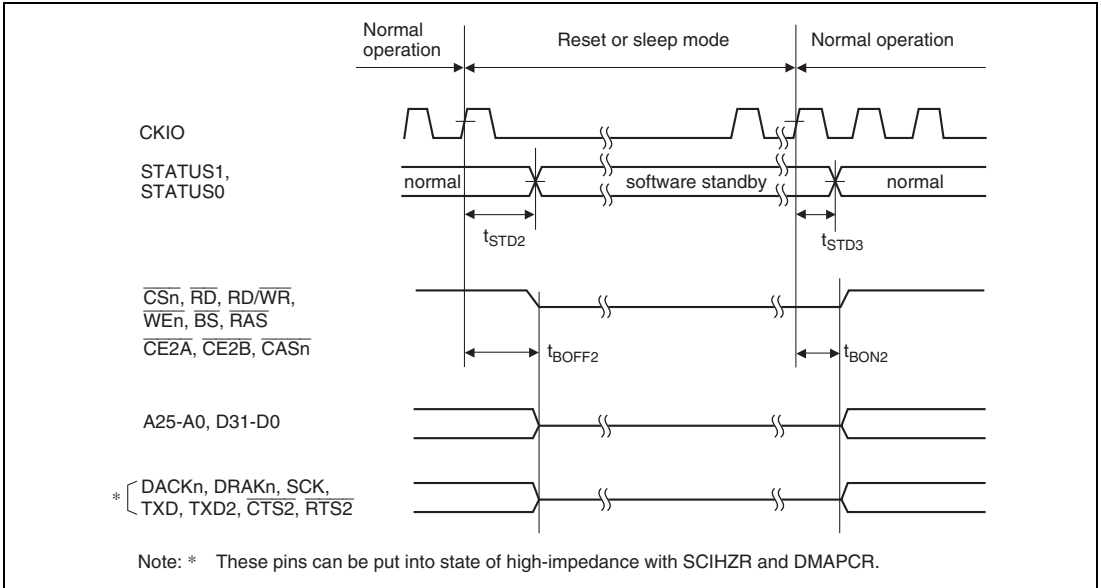 Normal
operation
Reset or sleep mode
Normal operation
CKIO
STATUS1,
STATUS0
normal
software standby
normal
tSTD2
tSTD3
CSn, RD, RD/WR,
WEn, BS, RAS
CE2A, CE2B, CASn
tBOFF2
tBON2
A25-A0, D31-D0
* DACKn, DRAKn, SCK,
TXD, TXD2, CTS2, RTS2
Note: * These pins can be put into state of high-impedance with SCIHZR and DMAPCR.